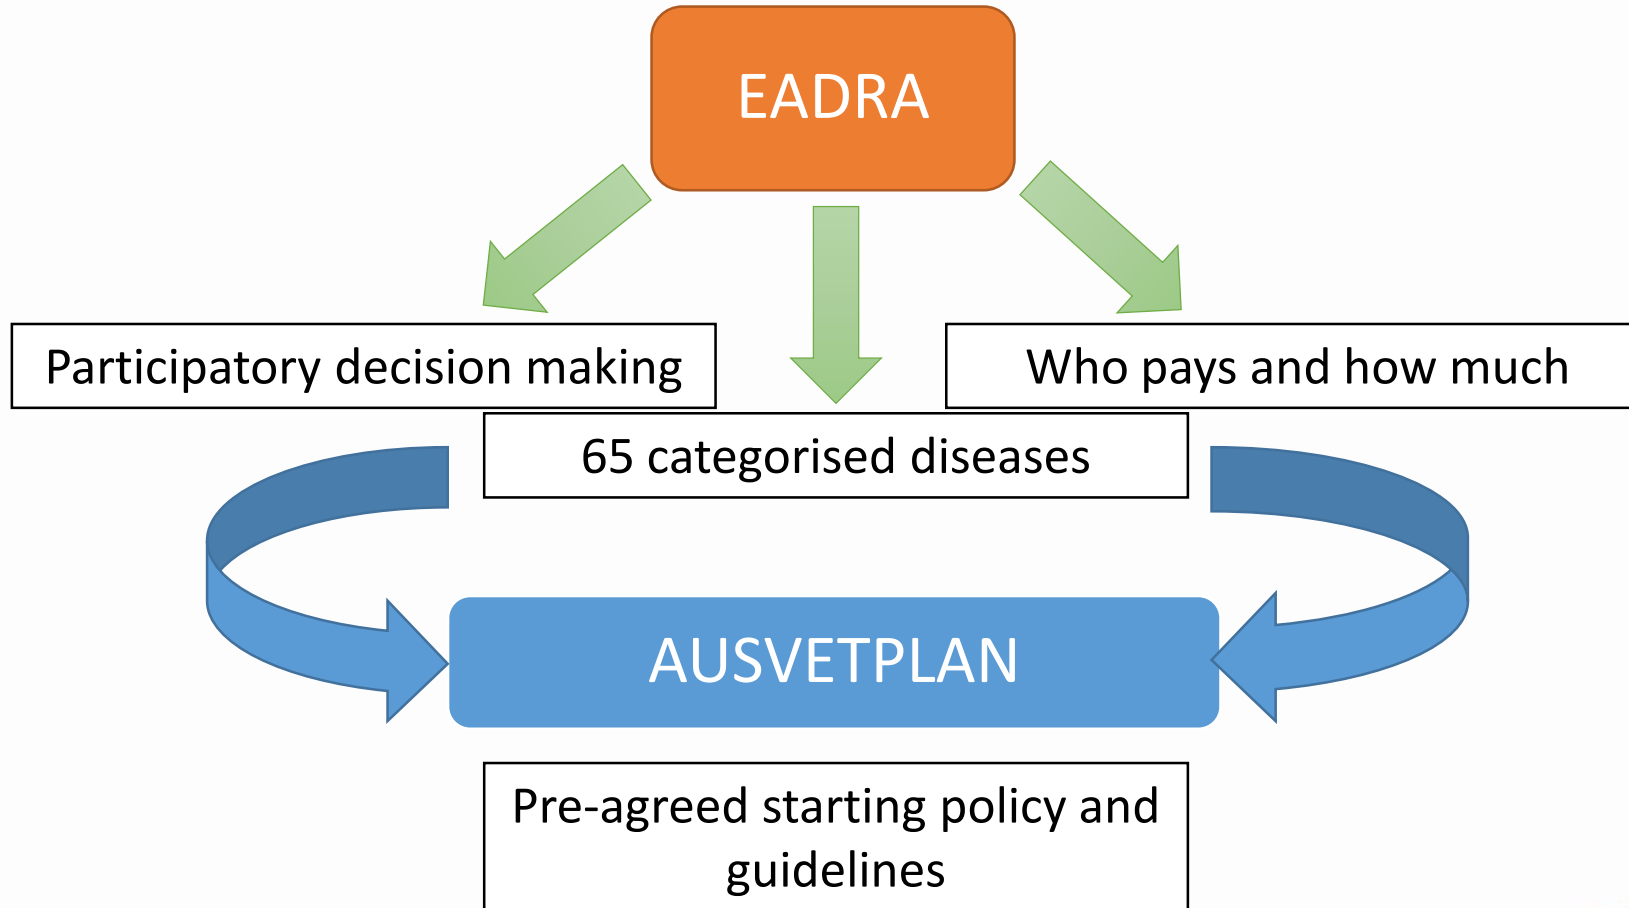 EADRA
Participatory decision making
Who pays and how much
65 categorised diseases
AUSVETPLAN
Pre-agreed starting policy and
guidelines